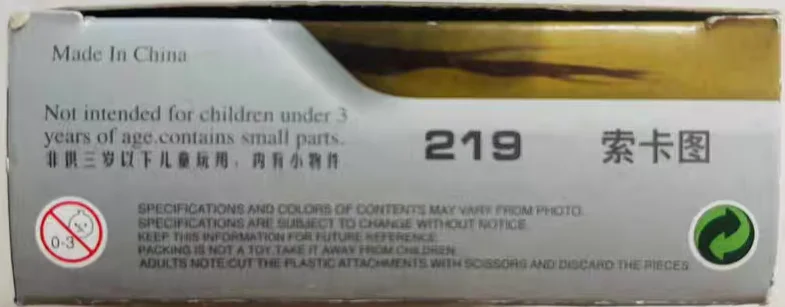 Made In China
Not intended for children under 3
years of age.contains small parts.
非供三岁以下儿童玩用，内有小物件
219 索卡图
0-3
SPECIFICATIONS AND COLORS OF CONTENTS MAY VARY FROM PHOTO.
SPECIFICATIONS ARE SUBJECT TO CHANGE WITHOUT NOTICE.
KEEP THIS INFORMATION FOR FUTURE REFERENCE.
PACKING IS NOT A TOY.TAKE IT AWAY FROM CHILDREN.
ADULTS NOTE:CUT THE PLASTIC ATTACHMENTS WITH SCISSORS AND DISCARD THE PIECES